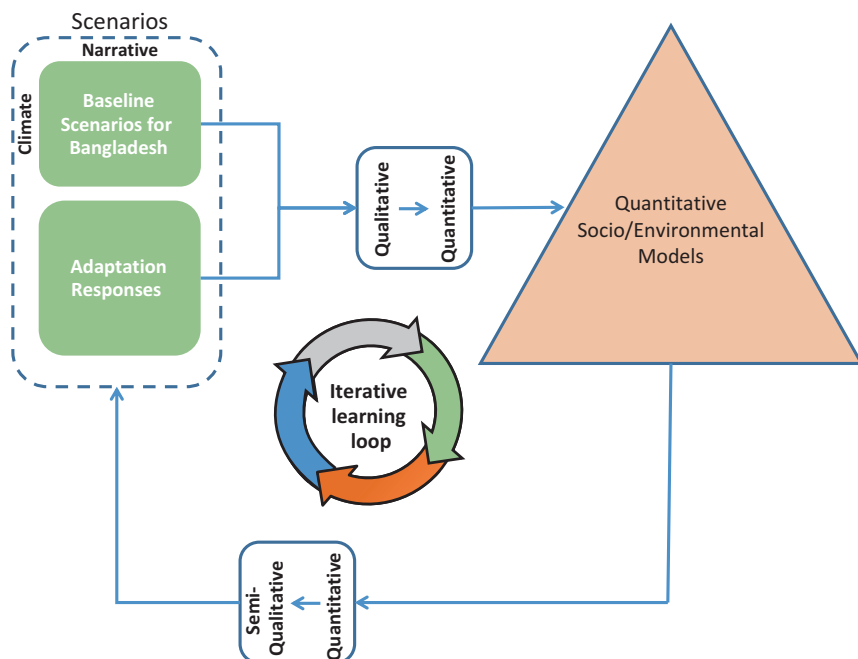 Scenarios
Narrative
Climate
Baseline
Scenarios for
Bangladesh
Adaptation
Responses
Qualitative
Quantitative
Quantitative
Socio/Environmental
Models
Iterative
learning
loop
Semi-
Qualitative
Quantitative